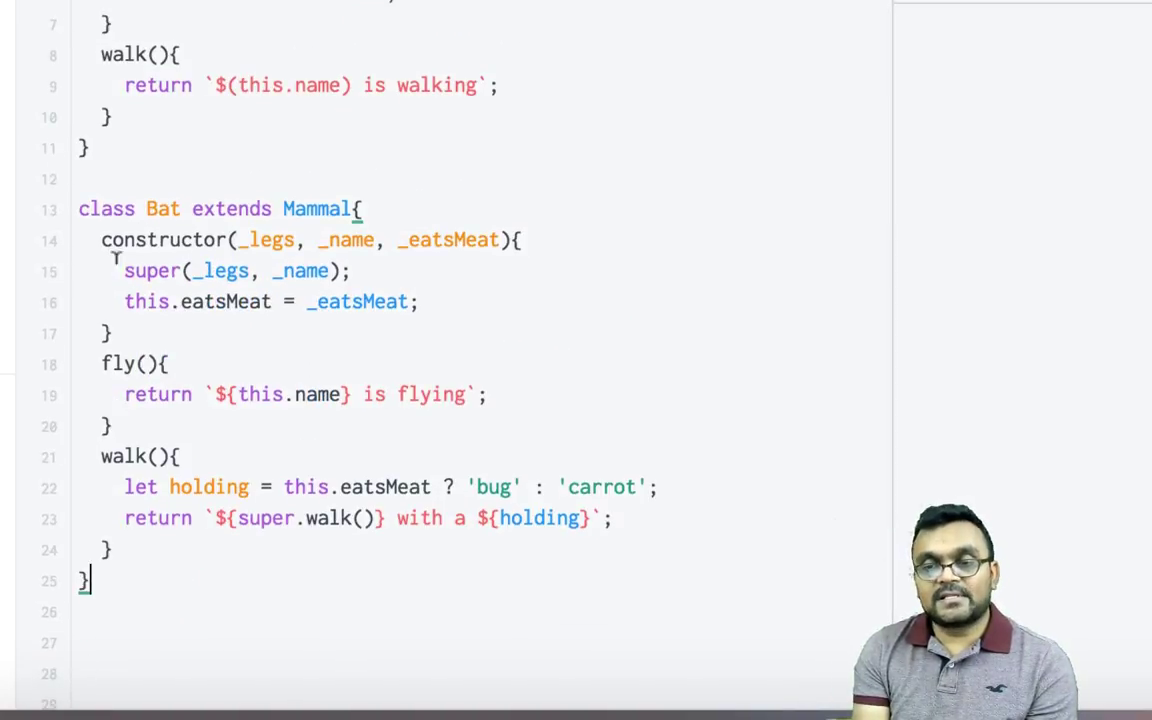 7 }
8 walk(){
9 return `$(this.name) is walking`;
10 }
11 }
12
13 class Bat extends Mammal{
14 constructor(_legs, _name, _eatsMeat){
15 super(_legs, _name);
16 this.eatsMeat = _eatsMeat;
17 }
18 fly(){
19 return `${this.name} is flying`;
20 }
21 walk(){
22 let holding = this.eatsMeat ? 'bug' : 'carrot';
23 return `${super.walk()} with a ${holding}`;
24 }
25 }
26
27
28
29